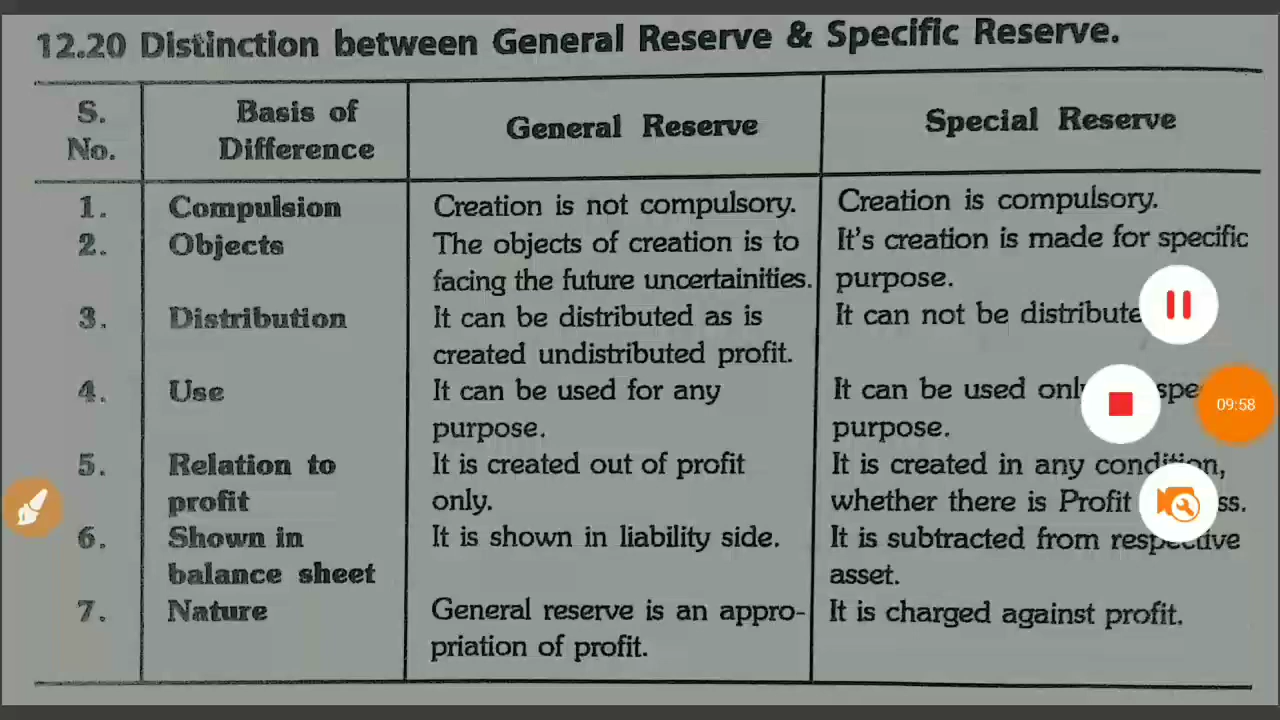 12.20 Distinction between General Reserve & Specific Reserve.
S. No. Basis of Difference General Reserve Special Reserve
1. Compulsion Creation is not compulsory. Creation is compulsory.
2. Objects The objects of creation is to It's creation is made for specific
facing the future uncertainities. purpose.
3. Distribution It can be distributed as is It can not be
created undistributed profit.
4. Use It can be used for any It can be used
purpose. purpose.
5. Relation to It is created out of profit It is created in any condition,
profit only. whether there is Profit
6. Shown in It is shown in liability side. It is subtracted from respective
balance sheet asset.
7. Nature General reserve is an appro- It is charged against profit.
priation of profit.
09:58